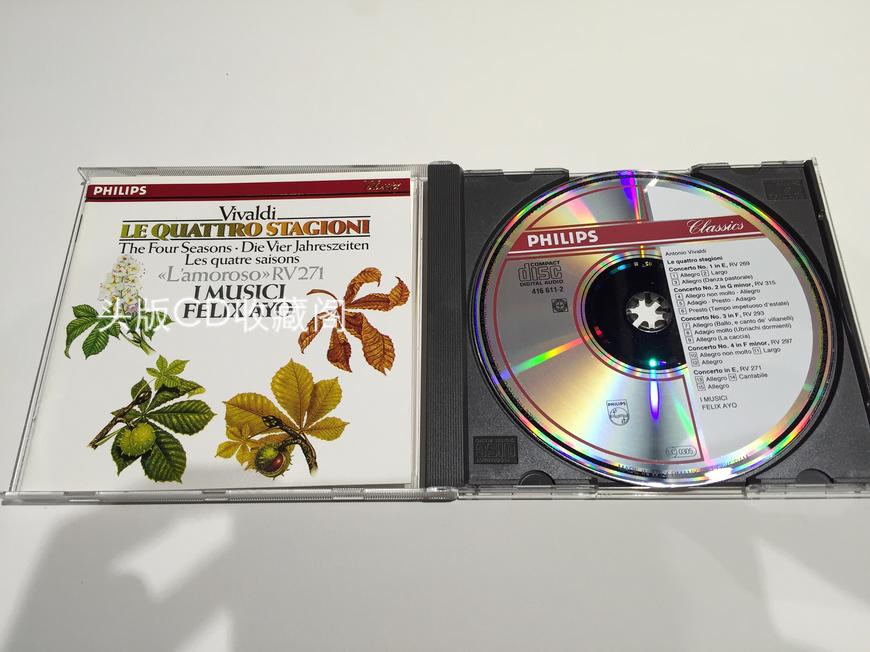 PHILIPS
Classics
Vivaldi
LE QUATTRO STAGIONI
The Four Seasons · Die Vier Jahreszeiten
Les quatre saisons
«L'amoroso» RV 271
I MUSICI
FELIX AYO
头版CD收藏阁
PHILIPS Classics
COMPACT
disc
DIGITAL AUDIO
416 611-2
Antonio Vivaldi
Le quattro stagioni
Concerto No. 1 in E, RV 269
1 Allegro 2 Largo
3 Allegro (Danza pastorale)
Concerto No. 2 in G minor, RV 315
4 Allegro non molto - Allegro
5 Adagio - Presto - Adagio
6 Presto (Tempo impetuoso d'estate)
Concerto No. 3 in F, RV 293
7 Allegro (Ballo, e canto de' villanelli)
8 Adagio molto (Ubriachi dormienti)
9 Allegro (La caccia)
Concerto No. 4 in F minor, RV 297
10 Allegro non molto 11 Largo
12 Allegro
Concerto in E, RV 271
13 Allegro 14 Cantabile
15 Allegro
I MUSICI
FELIX AYO
PHILIPS
LC 0305